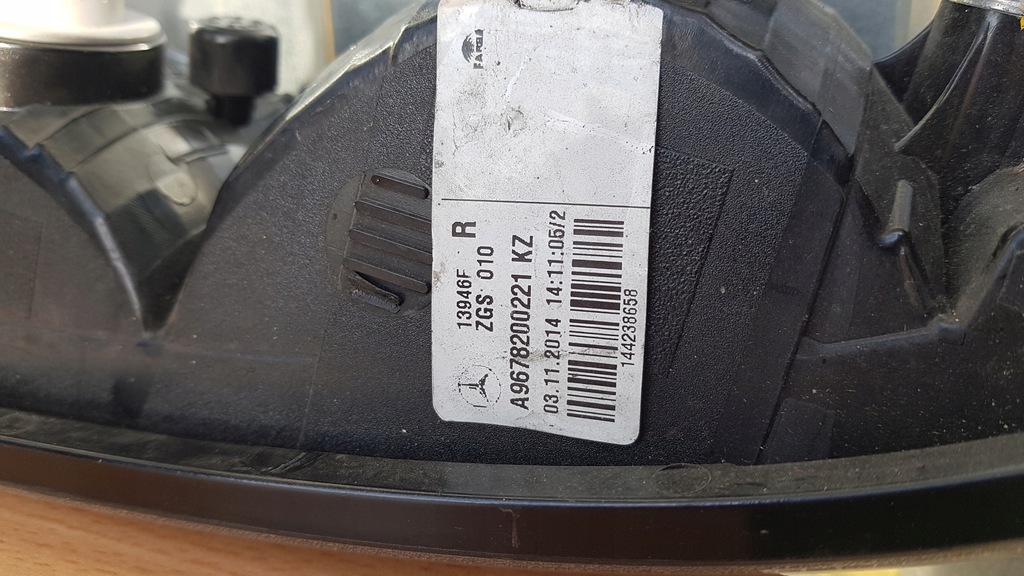 FARBA
13946F
ZGS 010 R
A9678200221 KZ
03.11.2014 14:11:05/2
144238658